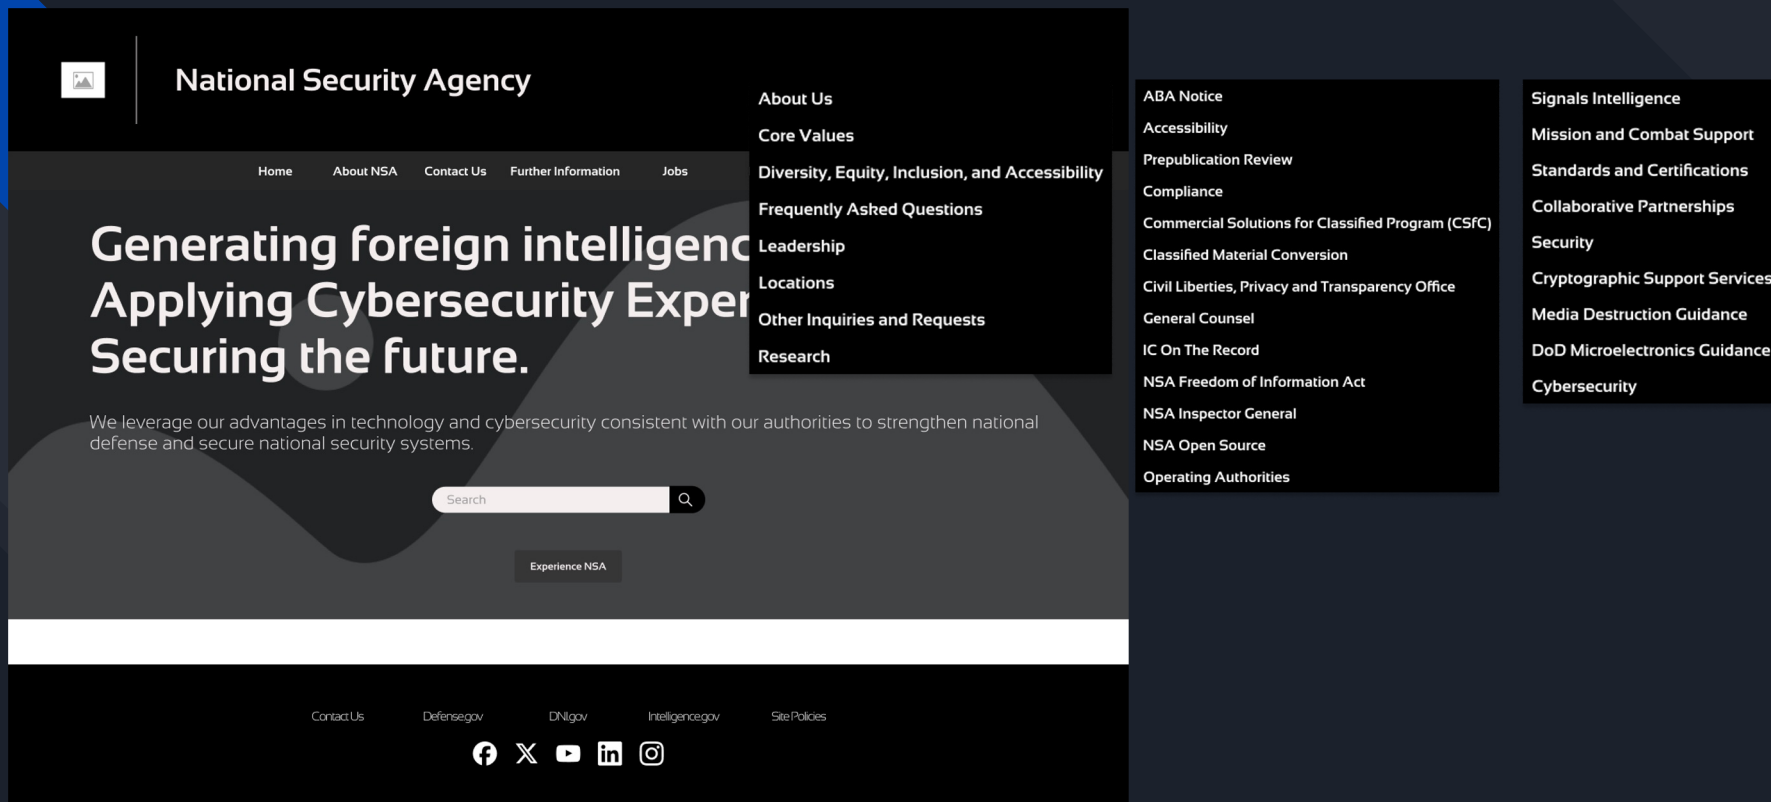 National Security Agency
Home
About NSA
Contact Us
Further Information
Jobs
Generating foreign intelligenc
Applying Cybersecurity Exper
Securing the future.
We leverage our advantages in technology and cybersecurity consistent with our authorities to strengthen national
defense and secure national security systems.
Search
Experience NSA
Contact Us
Defense.gov
DNI.gov
Intelligence.gov
Site Policies
About Us
Core Values
Diversity, Equity, Inclusion, and Accessibility
Frequently Asked Questions
Leadership
Locations
Other Inquiries and Requests
Research
ABA Notice
Accessibility
Prepublication Review
Compliance
Commercial Solutions for Classified Program (CSfC)
Classified Material Conversion
Civil Liberties, Privacy and Transparency Office
General Counsel
IC On The Record
NSA Freedom of Information Act
NSA Inspector General
NSA Open Source
Operating Authorities
Signals Intelligence
Mission and Combat Support
Standards and Certifications
Collaborative Partnerships
Security
Cryptographic Support Services
Media Destruction Guidance
DoD Microelectronics Guidance
Cybersecurity